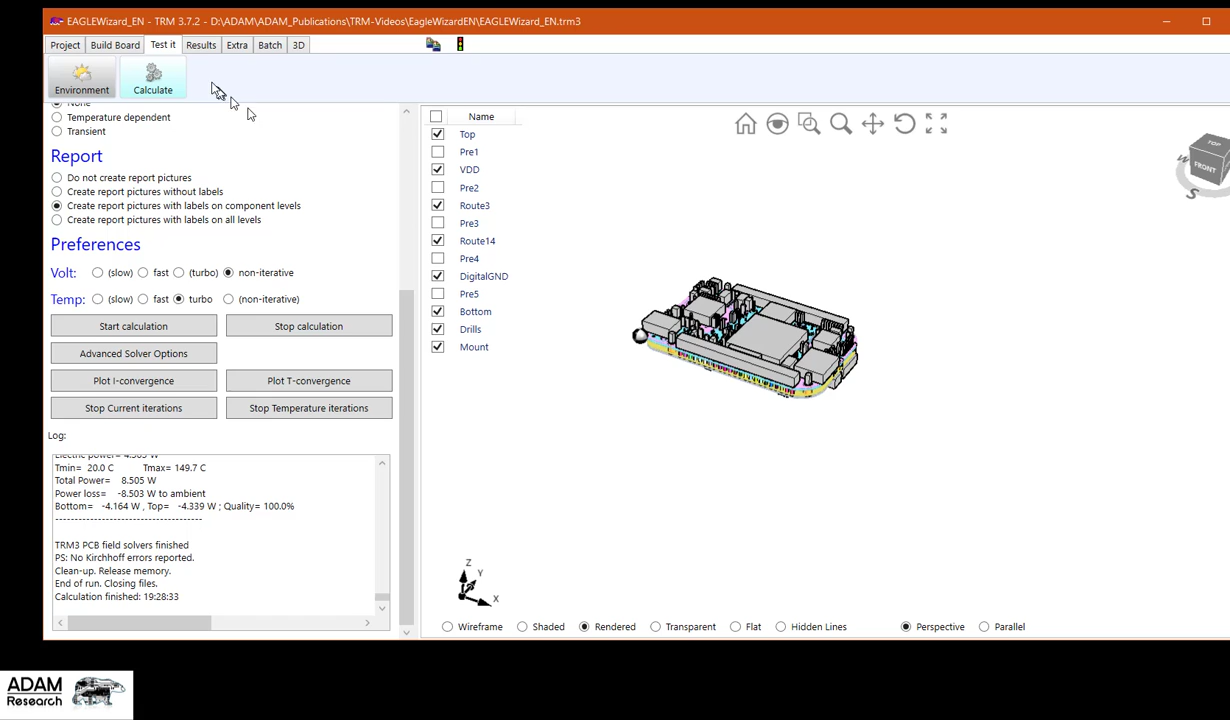 EAGLEWizard_EN - TRM 3.7.2 - D:\ADAM\ADAM_Publications\TRM-Videos\EagleWizardEN\EAGLEWizard_EN.trm3
Project Build Board Test it Results Extra Batch 3D
Environment Calculate
None
Temperature dependent
Transient
Report
Do not create report pictures
Create report pictures without labels
Create report pictures with labels on component levels
Create report pictures with labels on all levels
Preferences
Volt: (slow) fast (turbo) non-iterative
Temp: (slow) fast turbo (non-iterative)
Start calculation Stop calculation
Advanced Solver Options
Plot I-convergence Plot T-convergence
Stop Current iterations Stop Temperature iterations
Log:
Electric power= 4.505 W
Tmin= 20.0 C Tmax= 149.7 C
Total Power= 8.505 W
Power loss= -8.503 W to ambient
Bottom= -4.164 W , Top= -4.339 W ; Quality= 100.0%
----------------------------------------
TRM3 PCB field solvers finished
PS: No Kirchhoff errors reported.
Clean-up. Release memory.
End of run. Closing files.
Calculation finished: 19:28:33
Name
Top
Pre1
VDD
Pre2
Route3
Pre3
Route14
Pre4
DigitalGND
Pre5
Bottom
Drills
Mount
TOP
FRONT
W
S
Z
Y
X
Wireframe Shaded Rendered Transparent Flat Hidden Lines Perspective Parallel
ADAM
Research